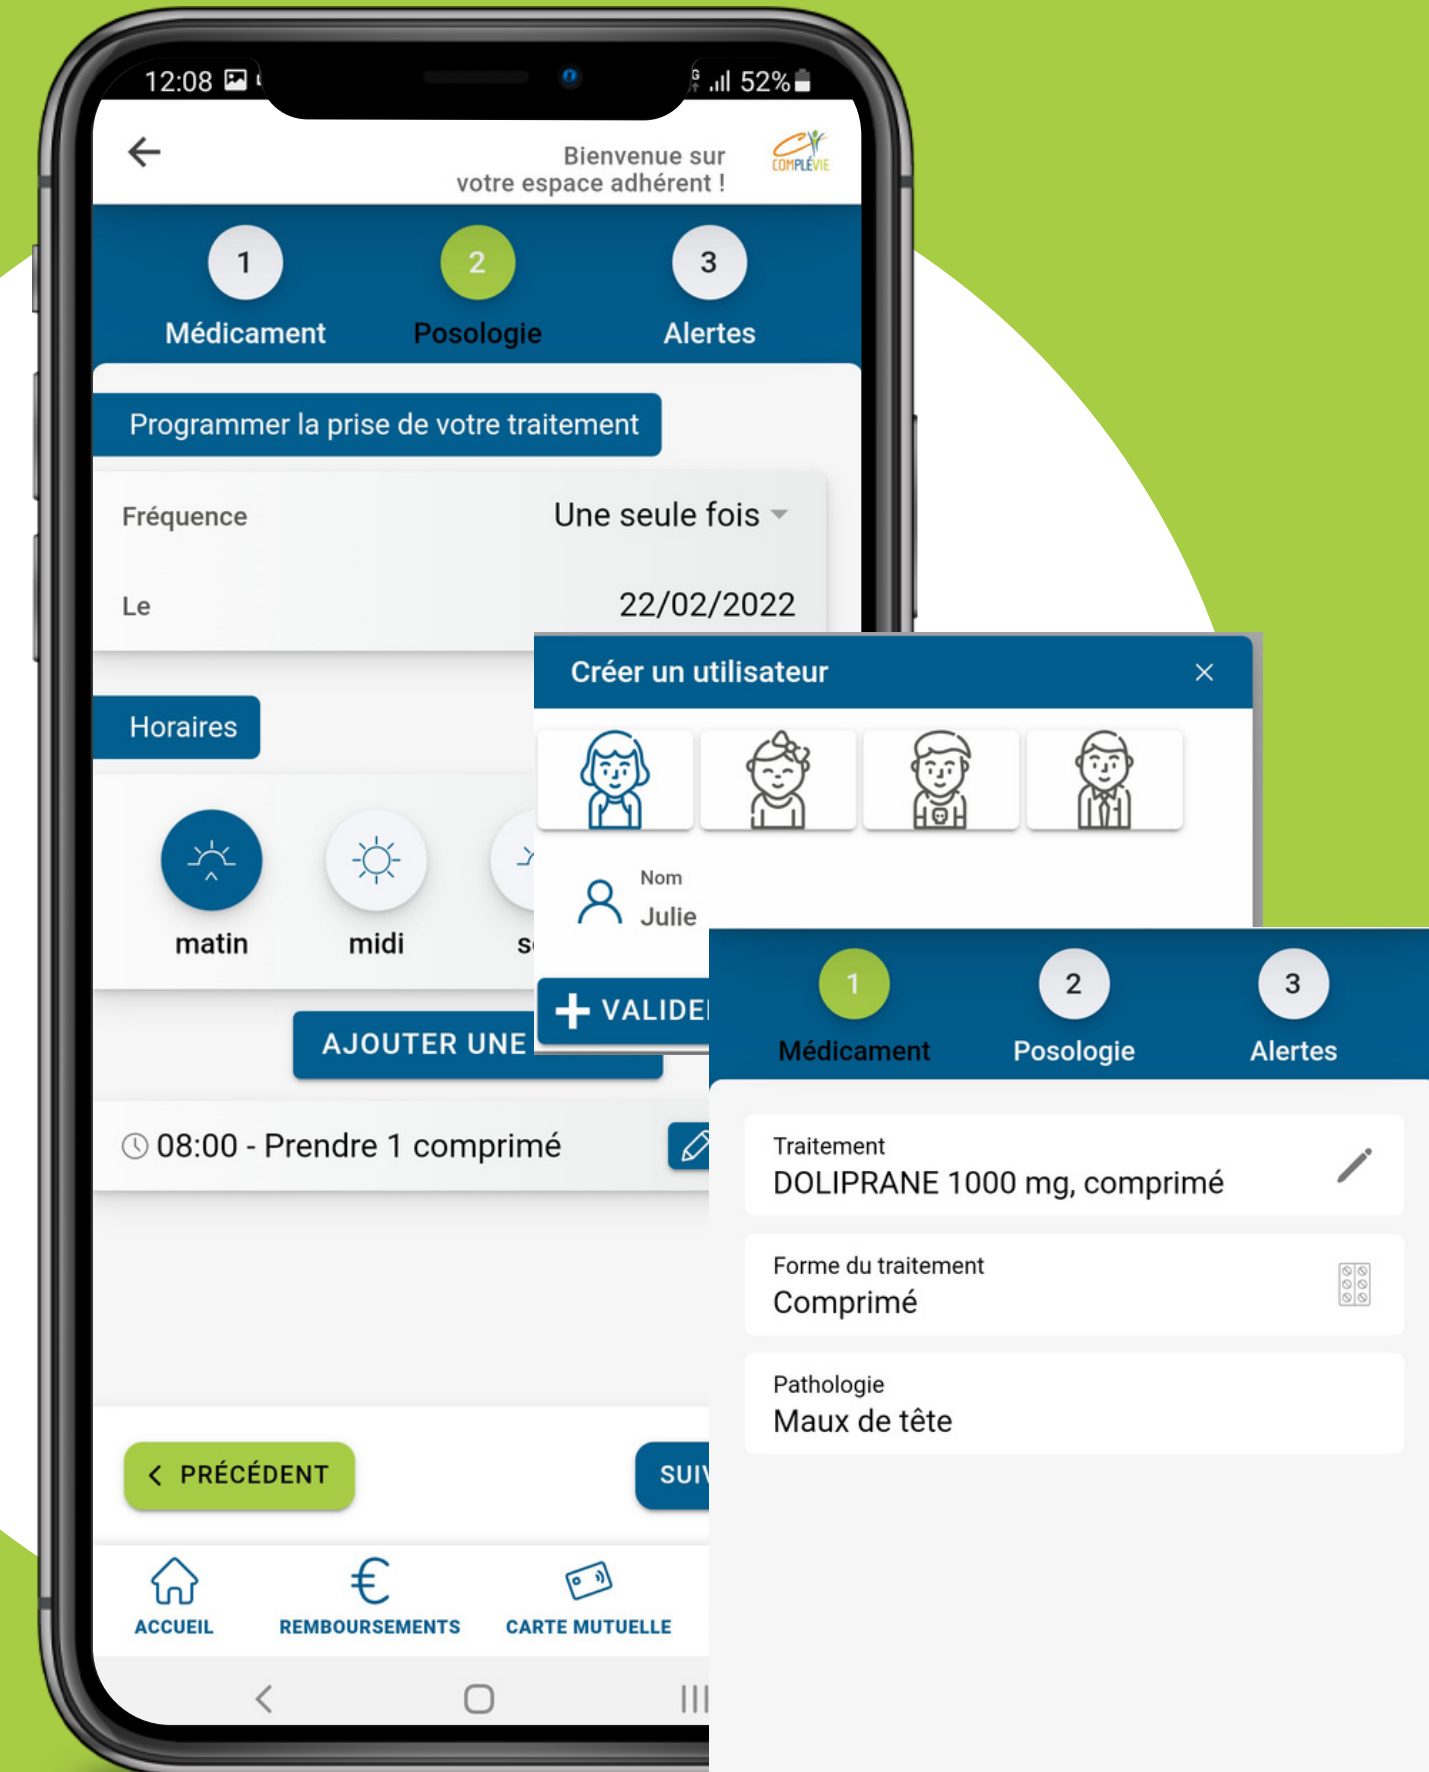 12:08
52%
Bienvenue sur
votre espace adhérent !
COMPLÉVIE
1
2
3
Médicament
Posologie
Alertes
Programmer la prise de votre traitement
Fréquence
Une seule fois
Le
22/02/2022
Horaires
matin
midi
AJOUTER UNE
08:00 - Prendre 1 comprimé
PRÉCÉDENT
ACCUEIL
REMBOURSEMENTS
CARTE MUTUELLE
Créer un utilisateur
Nom
Julie
1
2
3
Médicament
Posologie
Alertes
Traitement
DOLIPRANE 1000 mg, comprimé
Forme du traitement
Comprimé
Pathologie
Maux de tête